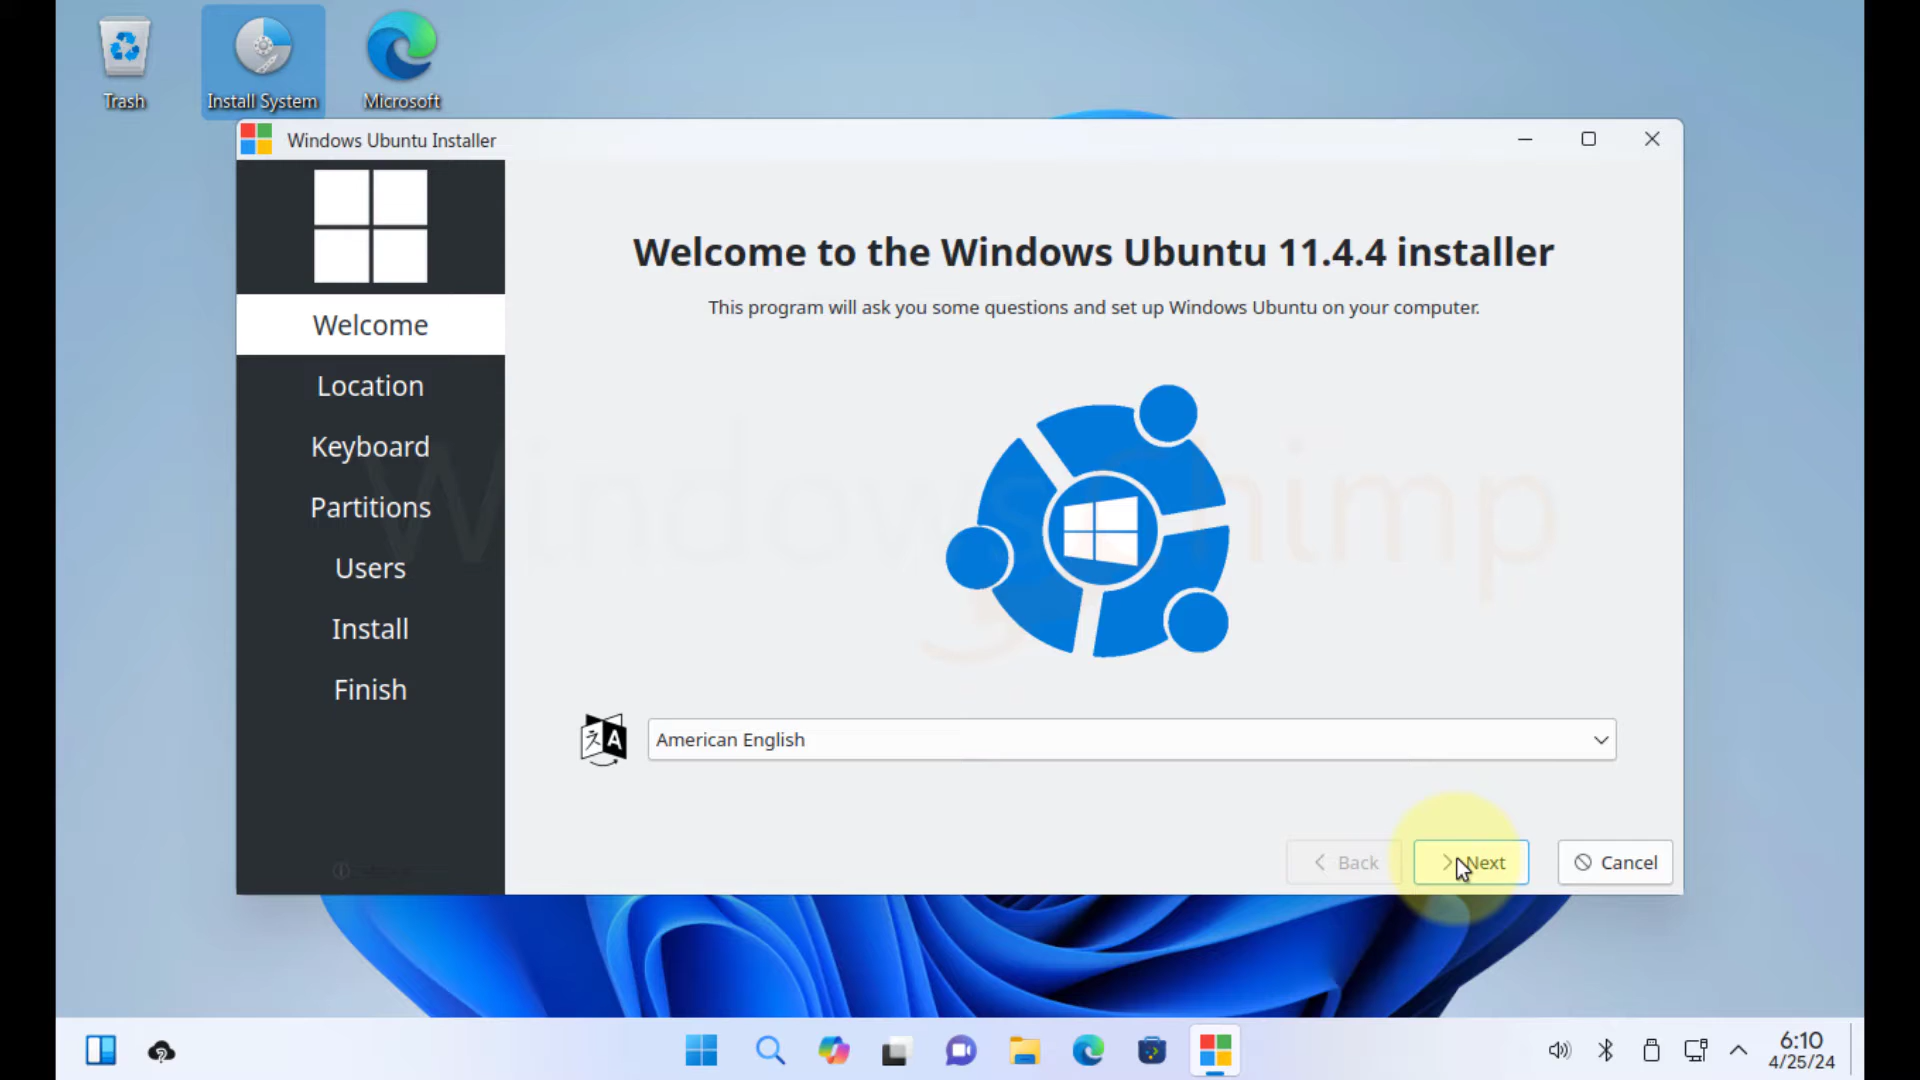 Trash
Install System
Microsoft
Windows Ubuntu Installer
Welcome to the Windows Ubuntu 11.4.4 installer
This program will ask you some questions and set up Windows Ubuntu on your computer.
Welcome
Location
Keyboard
Partitions
Users
Install
Finish
WindowsChimp
American English
Back
Next
Cancel
6:10
4/25/24